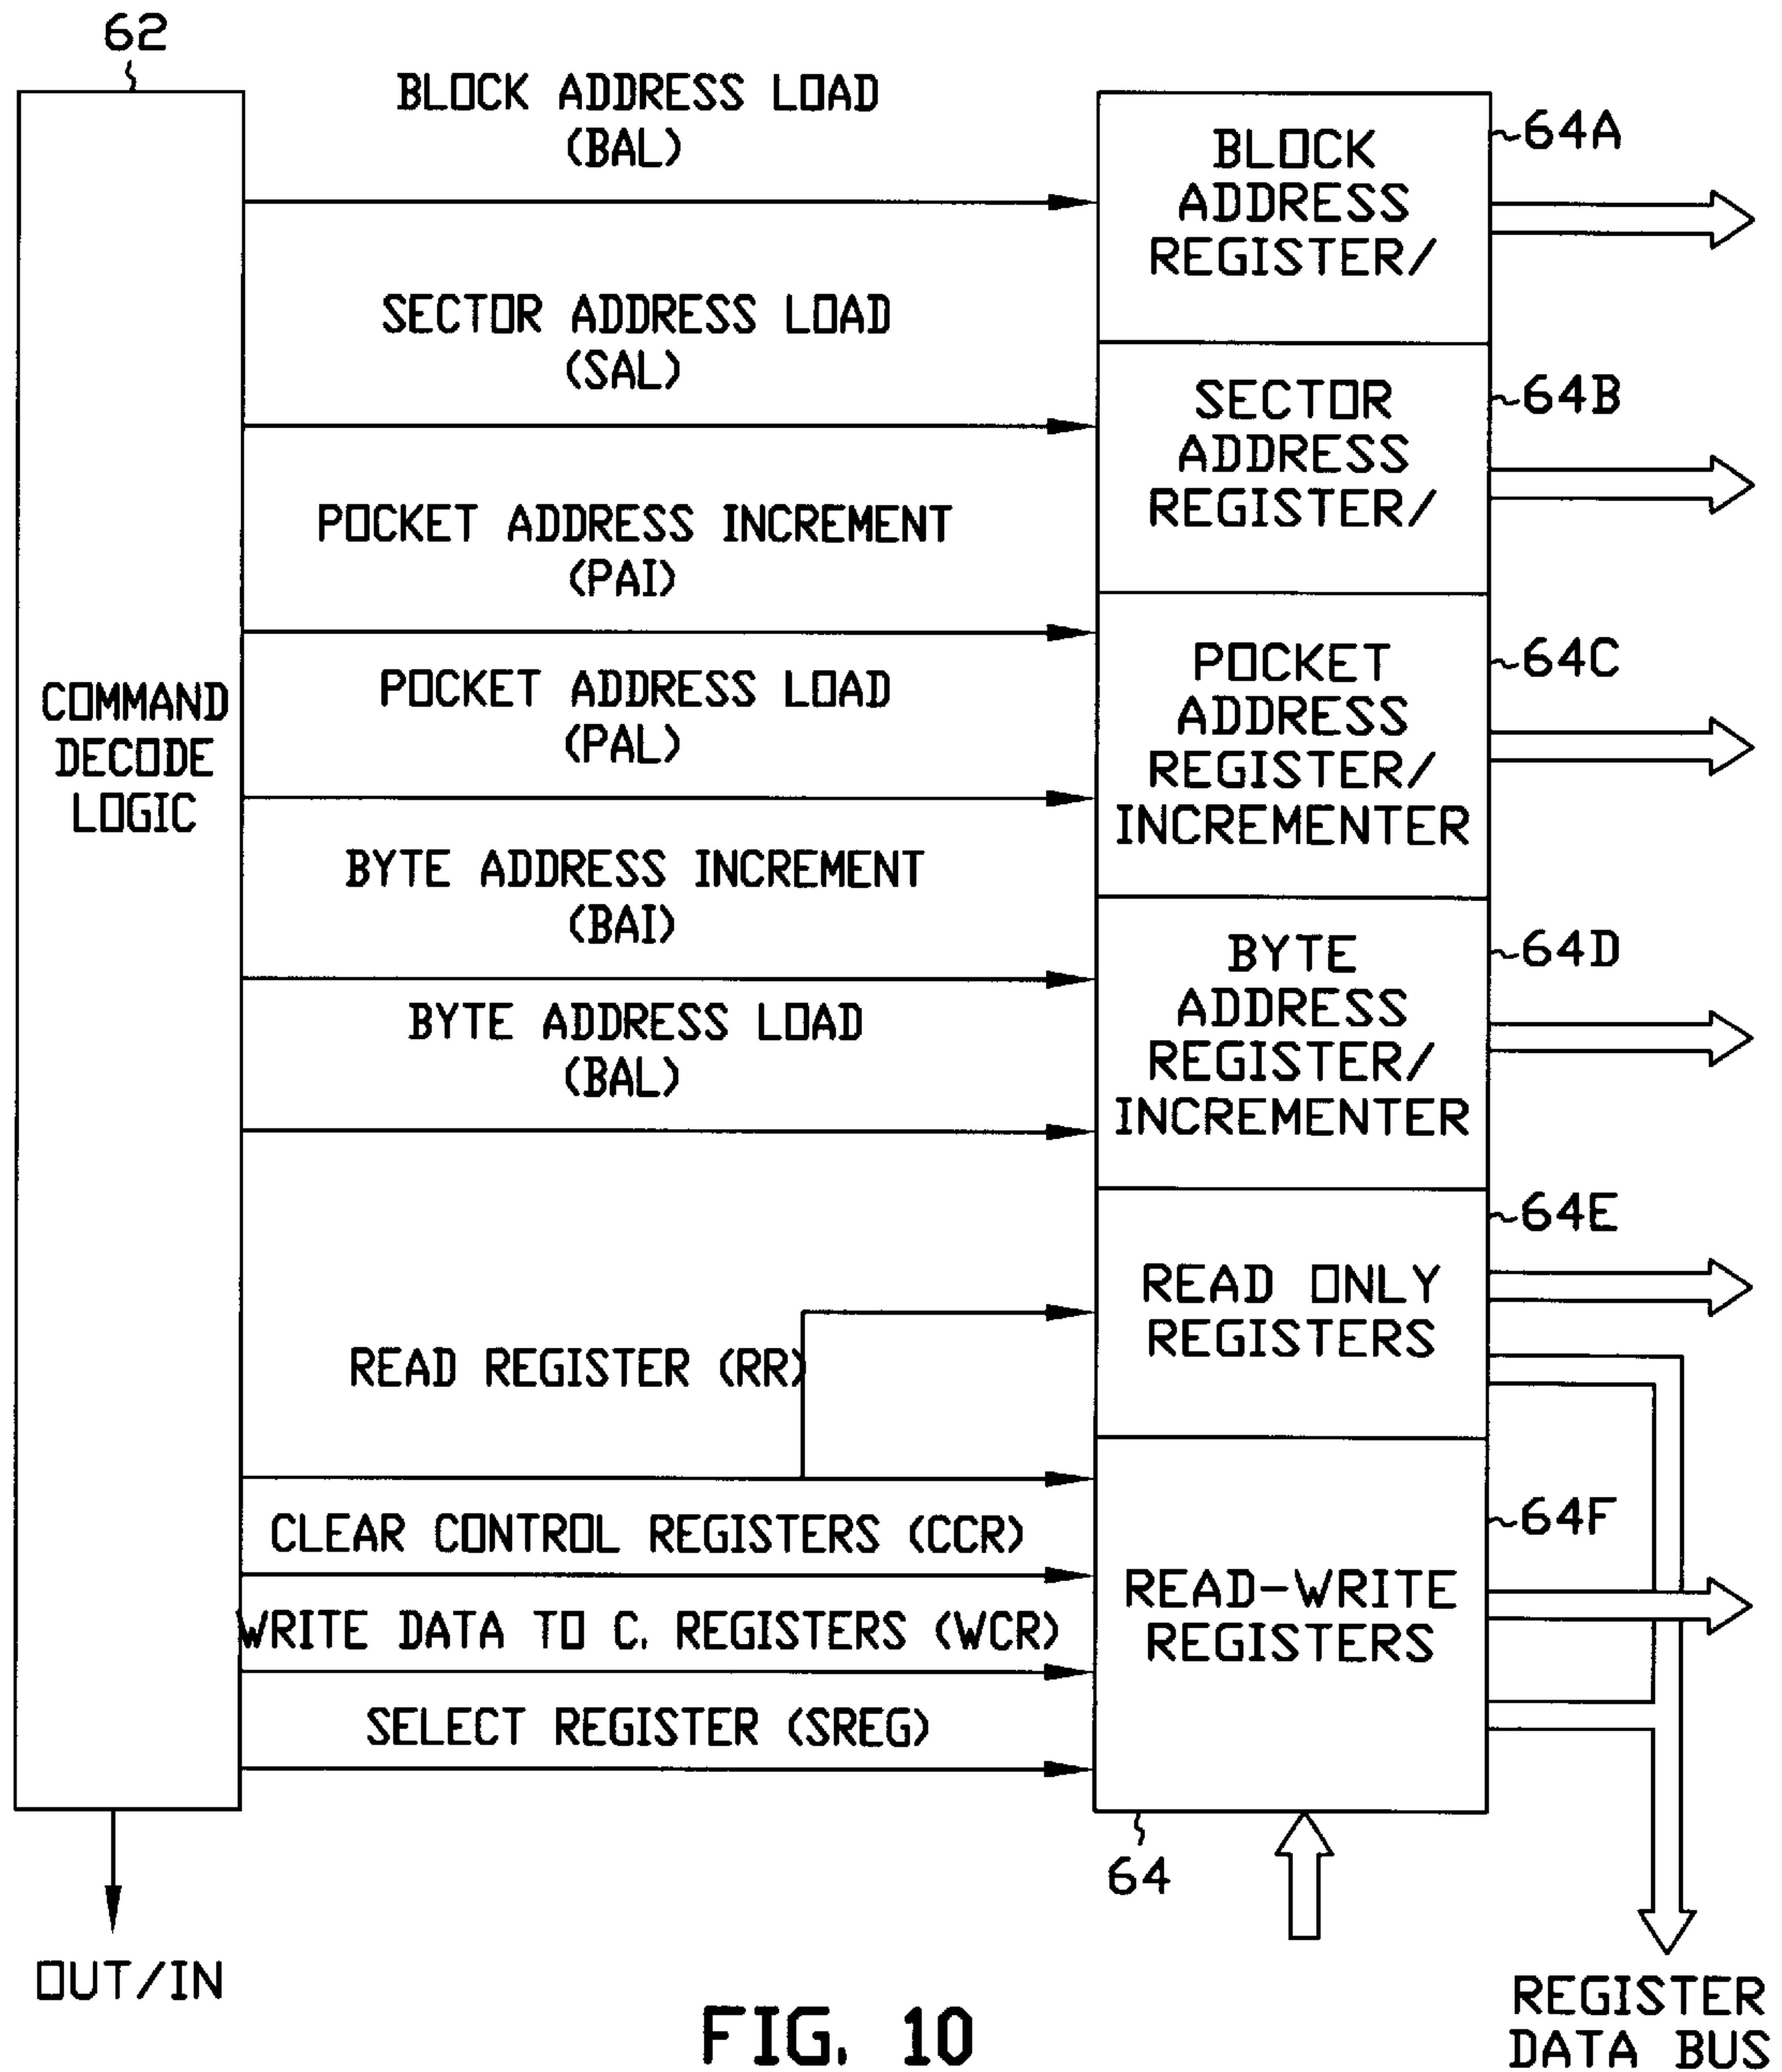 62
BLOCK ADDRESS LOAD
(BAL)
SECTOR ADDRESS LOAD
(SAL)
POCKET ADDRESS INCREMENT
(PAI)
POCKET ADDRESS LOAD
(PAL)
BYTE ADDRESS INCREMENT
(BAI)
BYTE ADDRESS LOAD
(BAL)
READ REGISTER (RR)
CLEAR CONTROL REGISTERS (CCR)
WRITE DATA TO C. REGISTERS (WCR)
SELECT REGISTER (SREG)
COMMAND
DECODE
LOGIC
OUT/IN
BLOCK
ADDRESS
REGISTER/
64A
SECTOR
ADDRESS
REGISTER/
64B
POCKET
ADDRESS
REGISTER/
INCREMENTER
64C
BYTE
ADDRESS
REGISTER/
INCREMENTER
64D
READ ONLY
REGISTERS
64E
READ-WRITE
REGISTERS
64F
64
REGISTER
DATA BUS
FIG. 10